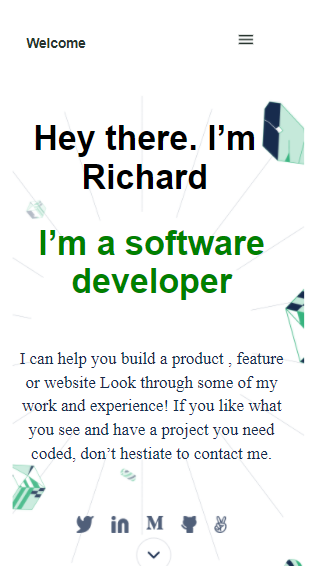 Welcome
Hey there. I’m
Richard
I’m a software
developer
I can help you build a product , feature
or website Look through some of my
work and experience! If you like what
you see and have a project you need
coded, don’t hestiate to contact me.